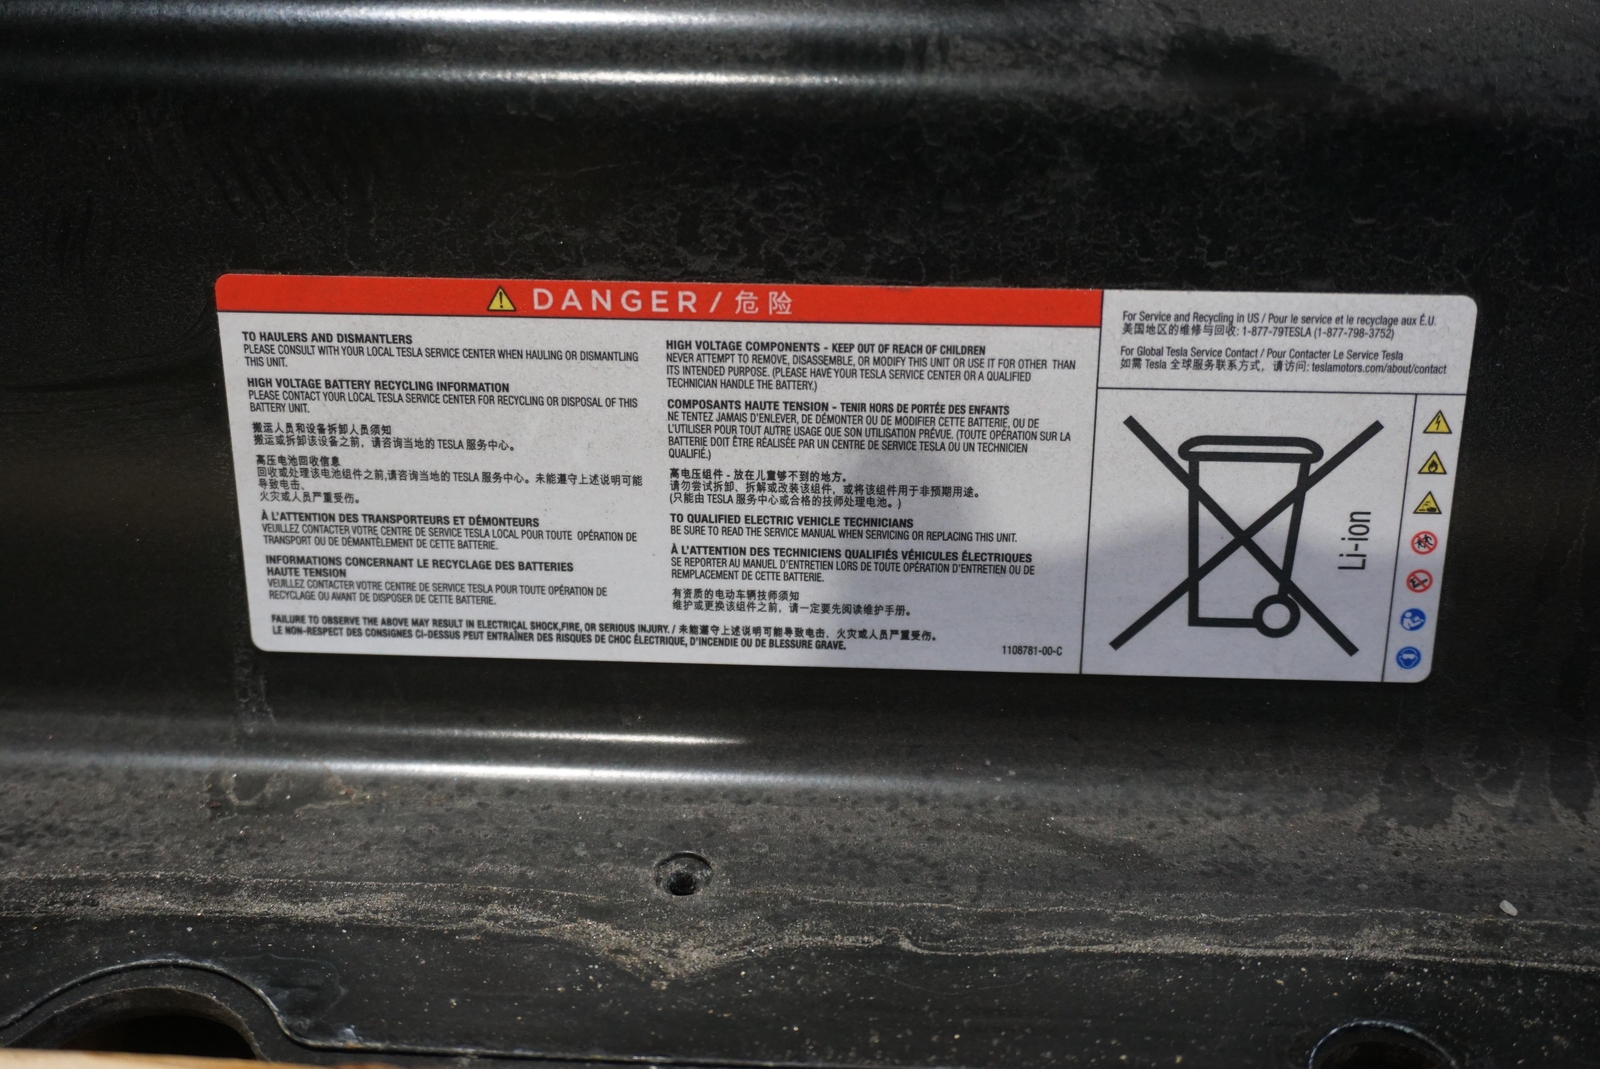 DANGER / 危险
TO HAULERS AND DISMANTLERS
PLEASE CONSULT WITH YOUR LOCAL TESLA SERVICE CENTER WHEN HAULING OR DISMANTLING
THIS UNIT.
HIGH VOLTAGE BATTERY RECYCLING INFORMATION
PLEASE CONTACT YOUR LOCAL TESLA SERVICE CENTER FOR RECYCLING OR DISPOSAL OF THIS
BATTERY UNIT.
搬运人员和设备拆卸人员须知
搬运或拆卸该设备之前，请咨询当地的 TESLA 服务中心。
高压电池回收信息
回收或处理该电池组件之前,请咨询当地的 TESLA 服务中心。未能遵守上述说明可能
导致电击、
火灾或人员严重受伤。
À L'ATTENTION DES TRANSPORTEURS ET DÉMONTEURS
VEUILLEZ CONTACTER VOTRE CENTRE DE SERVICE TESLA LOCAL POUR TOUTE OPÉRATION DE
TRANSPORT OU DE DÉMANTÈLEMENT DE CETTE BATTERIE.
INFORMATIONS CONCERNANT LE RECYCLAGE DES BATTERIES
HAUTE TENSION
VEUILLEZ CONTACTER VOTRE CENTRE DE SERVICE TESLA POUR TOUTE OPÉRATION DE
RECYCLAGE OU AVANT DE DISPOSER DE CETTE BATTERIE.
HIGH VOLTAGE COMPONENTS - KEEP OUT OF REACH OF CHILDREN
NEVER ATTEMPT TO REMOVE, DISASSEMBLE, OR MODIFY THIS UNIT OR USE IT FOR OTHER THAN
ITS INTENDED PURPOSE. (PLEASE HAVE YOUR TESLA SERVICE CENTER OR A QUALIFIED
TECHNICIAN HANDLE THE BATTERY.)
COMPOSANTS HAUTE TENSION - TENIR HORS DE PORTÉE DES ENFANTS
NE TENTEZ JAMAIS D'ENLEVER, DE DÉMONTER OU DE MODIFIER CETTE BATTERIE, OU DE
L'UTILISER POUR TOUT AUTRE USAGE QUE SON UTILISATION PRÉVUE. (TOUTE OPÉRATION SUR LA
BATTERIE DOIT ÊTRE RÉALISÉE PAR UN CENTRE DE SERVICE TESLA OU UN TECHNICIEN
QUALIFIÉ.)
高电压组件 - 放在儿童够不到的地方。
请勿尝试拆卸、拆解或改装该组件，或将该组件用于非预期用途。
(只能由 TESLA 服务中心或合格的技师处理电池。)
TO QUALIFIED ELECTRIC VEHICLE TECHNICIANS
BE SURE TO READ THE SERVICE MANUAL WHEN SERVICING OR REPLACING THIS UNIT.
À L'ATTENTION DES TECHNICIENS QUALIFIÉS VÉHICULES ÉLECTRIQUES
SE REPORTER AU MANUEL D'ENTRETIEN LORS DE TOUTE OPÉRATION D'ENTRETIEN OU DE
REMPLACEMENT DE CETTE BATTERIE.
有资质的电动车辆技师须知
维护或更换该组件之前，请一定要先阅读维护手册。
FAILURE TO OBSERVE THE ABOVE MAY RESULT IN ELECTRICAL SHOCK,FIRE, OR SERIOUS INJURY. / 未能遵守上述说明可能导致电击、火灾或人员严重受伤。
LE NON-RESPECT DES CONSIGNES CI-DESSUS PEUT ENTRAÎNER DES RISQUES DE CHOC ÉLECTRIQUE, D'INCENDIE OU DE BLESSURE GRAVE.
1108781-00-C
For Service and Recycling in US / Pour le service et le recyclage aux É.U.
美国地区的维修与回收: 1-877-79TESLA (1-877-798-3752)
For Global Tesla Service Contact / Pour Contacter Le Service Tesla
如需 Tesla 全球服务联系方式，请访问: teslamotors.com/about/contact
Li-ion